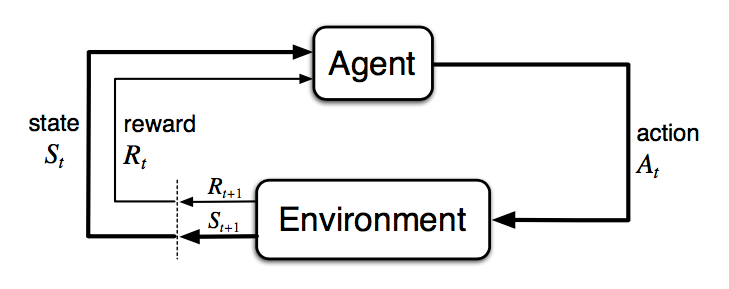 Agent
state
S_t
reward
R_t
action
A_t
R_{t+1}
S_{t+1}
Environment